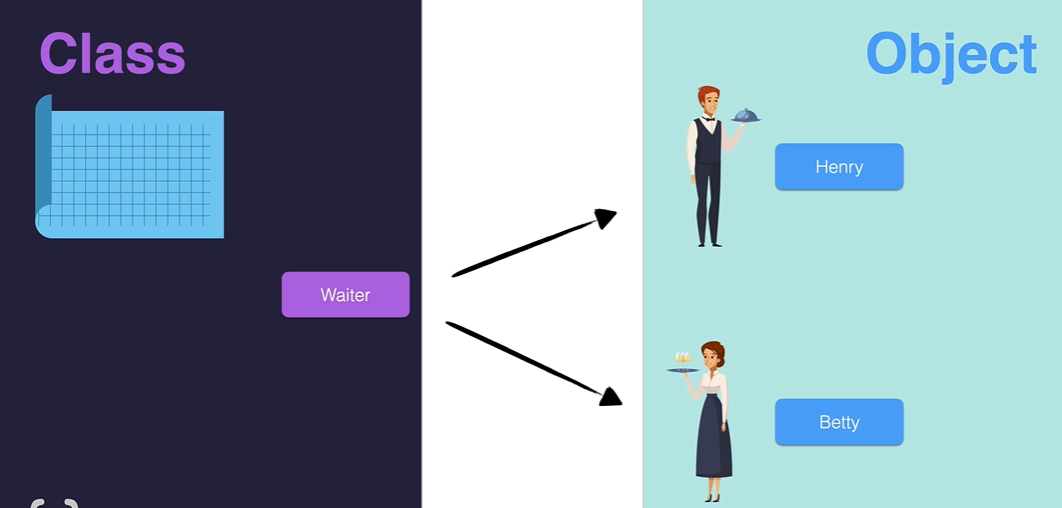 Class
Object
Henry
Waiter
Betty